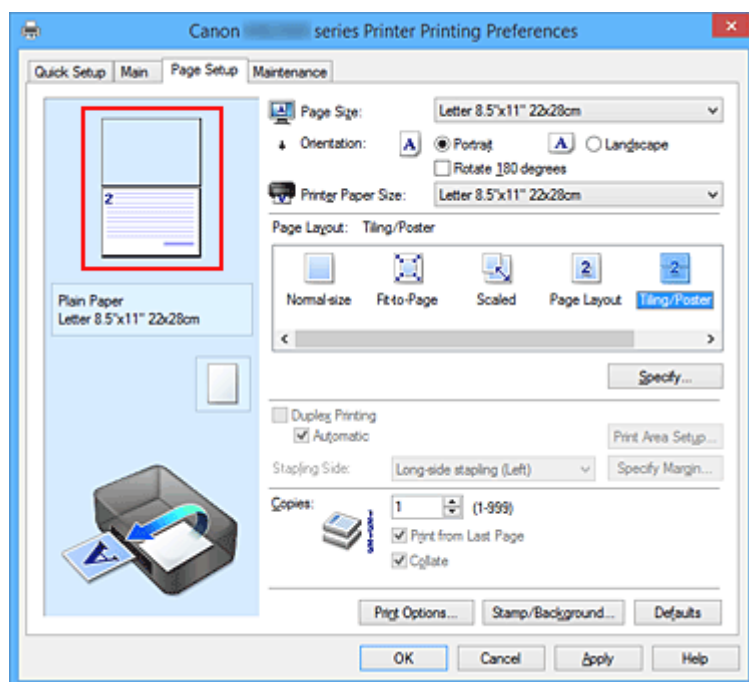 Canon series Printer Printing Preferences
Quick Setup Main Page Setup Maintenance
2
Plain Paper
Letter 8.5"x11" 22x28cm
Page Size: Letter 8.5"x11" 22x28cm
Orientation: A Portrait A Landscape
Rotate 180 degrees
Printer Paper Size: Letter 8.5"x11" 22x28cm
Page Layout: Tiling/Poster
2 2
Normal-size Fit-to-Page Scaled Page Layout Tiling/Poster
Specify...
Duplex Printing
Automatic
Print Area Setup...
Stapling Side: Long-side stapling (Left) Specify Margin...
Copies: 1 (1-999)
Print from Last Page
Collate
A
Print Options... Stamp/Background... Defaults
OK Cancel Apply Help